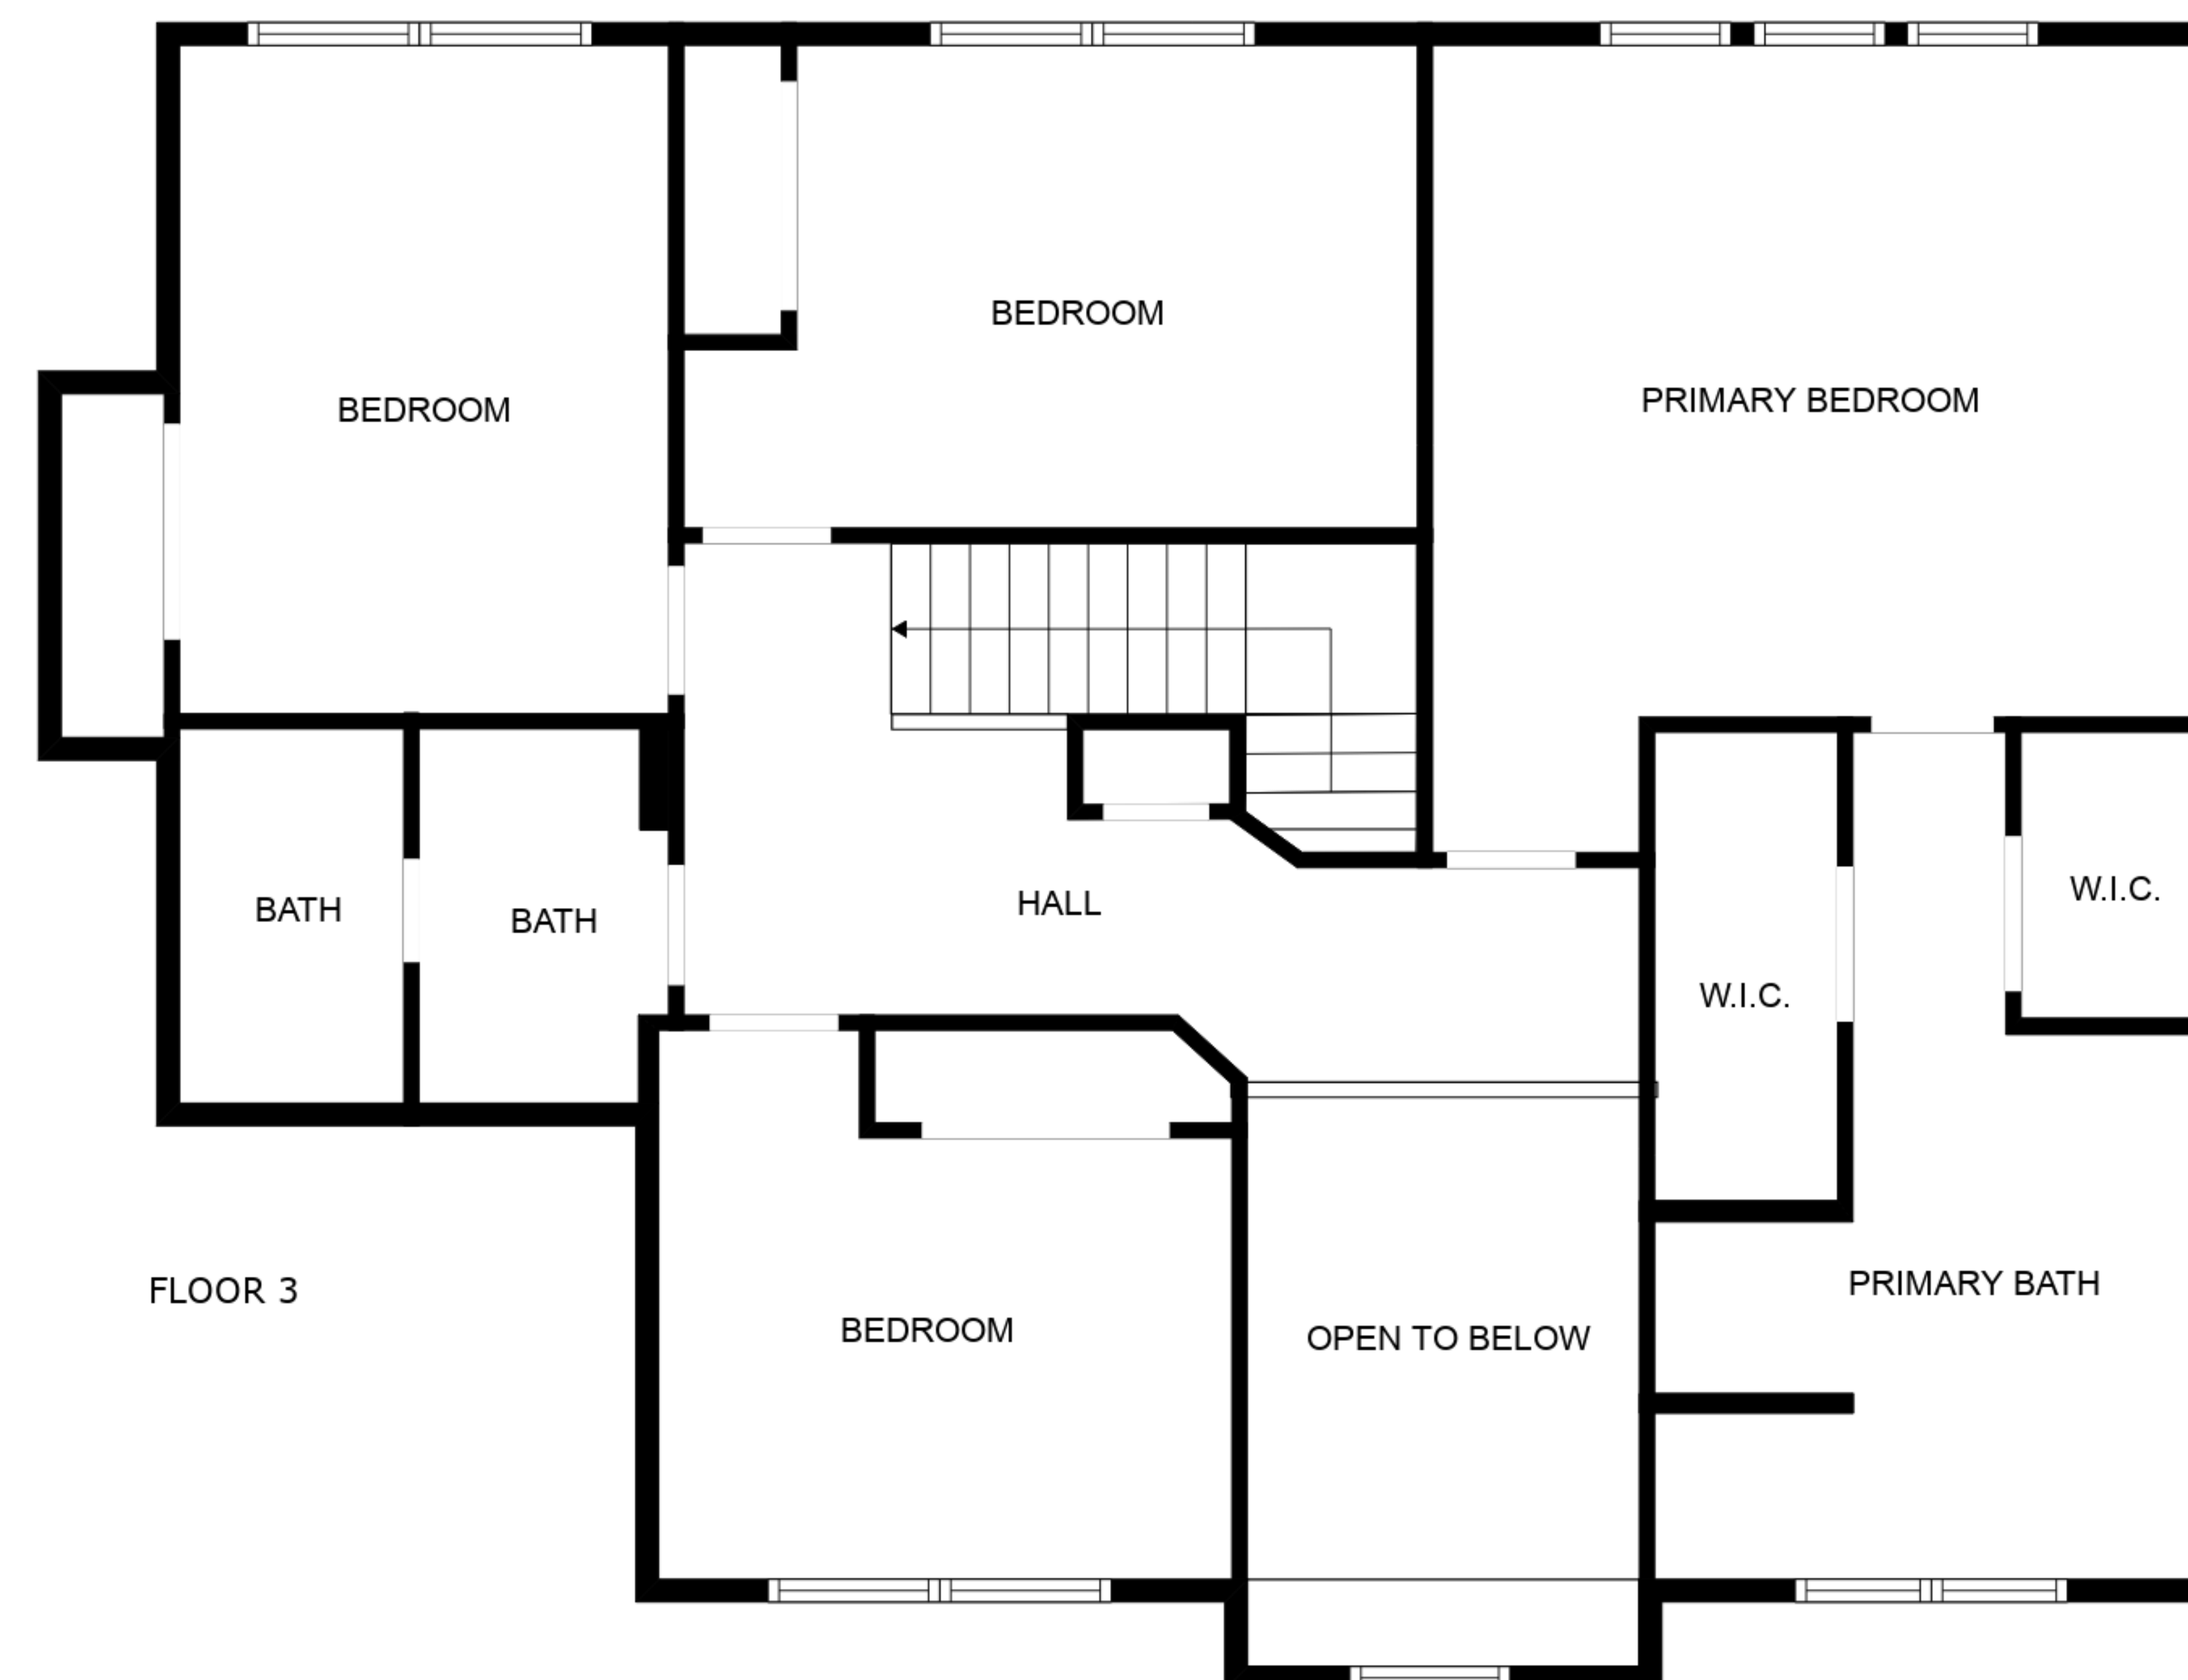 BEDROOM
PRIMARY BEDROOM
BEDROOM
W.I.C.
HALL
BATH
BATH
W.I.C.
PRIMARY BATH
FLOOR 3
BEDROOM
OPEN TO BELOW